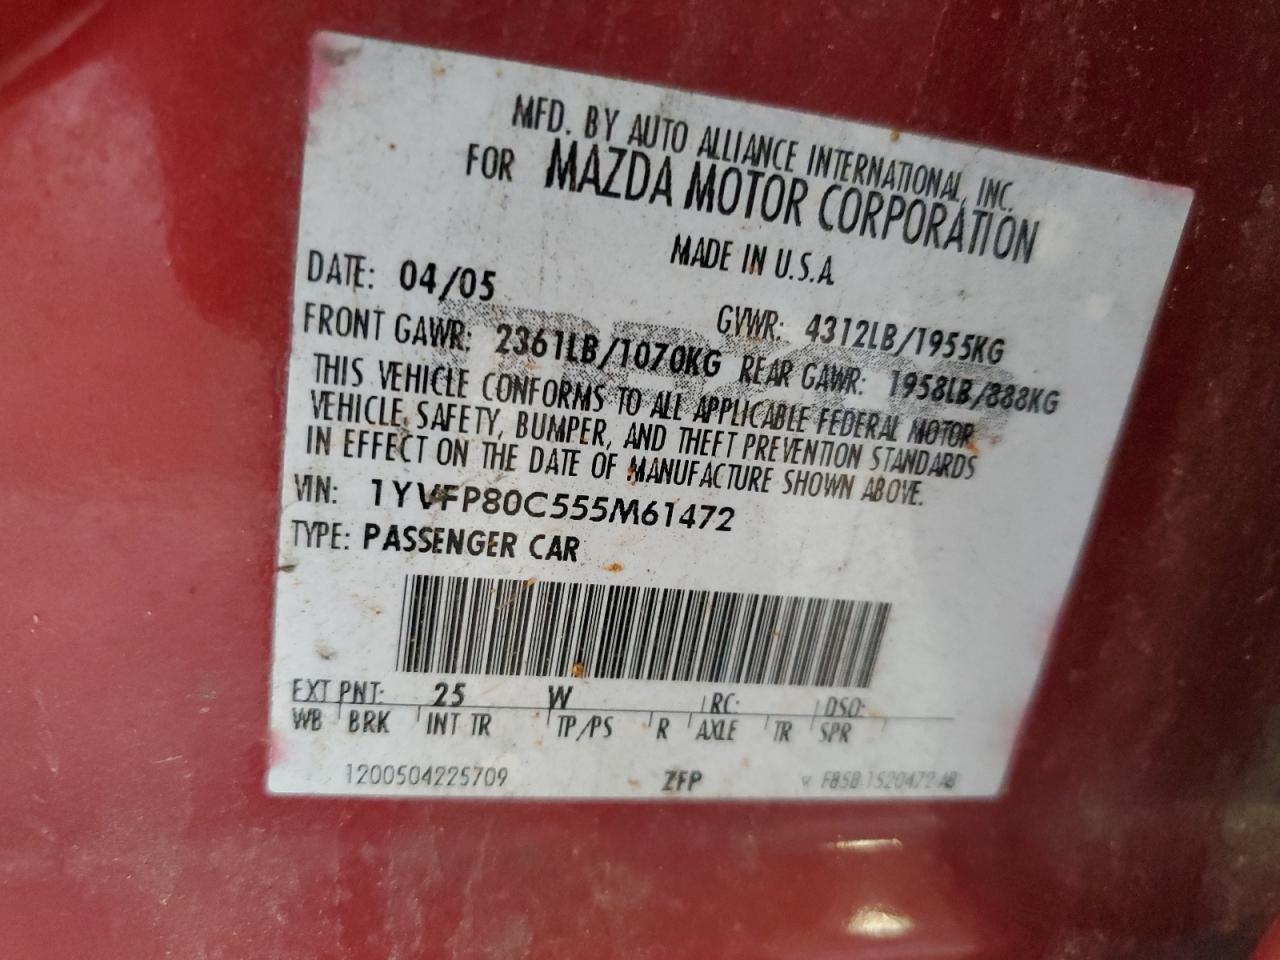 MFD. BY AUTO ALLIANCE INTERNATIONAL, INC.
FOR MAZDA MOTOR CORPORATION
MADE IN U.S.A.
DATE: 04/05
GVWR: 4312LB/1955KG
FRONT GAWR: 2361LB/1070KG REAR GAWR: 1958LB/888KG
THIS VEHICLE CONFORMS TO ALL APPLICABLE FEDERAL MOTOR
VEHICLE, SAFETY, BUMPER, AND THEFT PREVENTION STANDARDS
IN EFFECT ON THE DATE OF MANUFACTURE SHOWN ABOVE.
VIN: 1YVFP80C555M61472
TYPE: PASSENGER CAR
EXT PNT: 25 W RC: DSO:
WB BRK INT TR TP/PS R AXLE TR SPR
1200504225709 ZFP F85B-1520472-AB